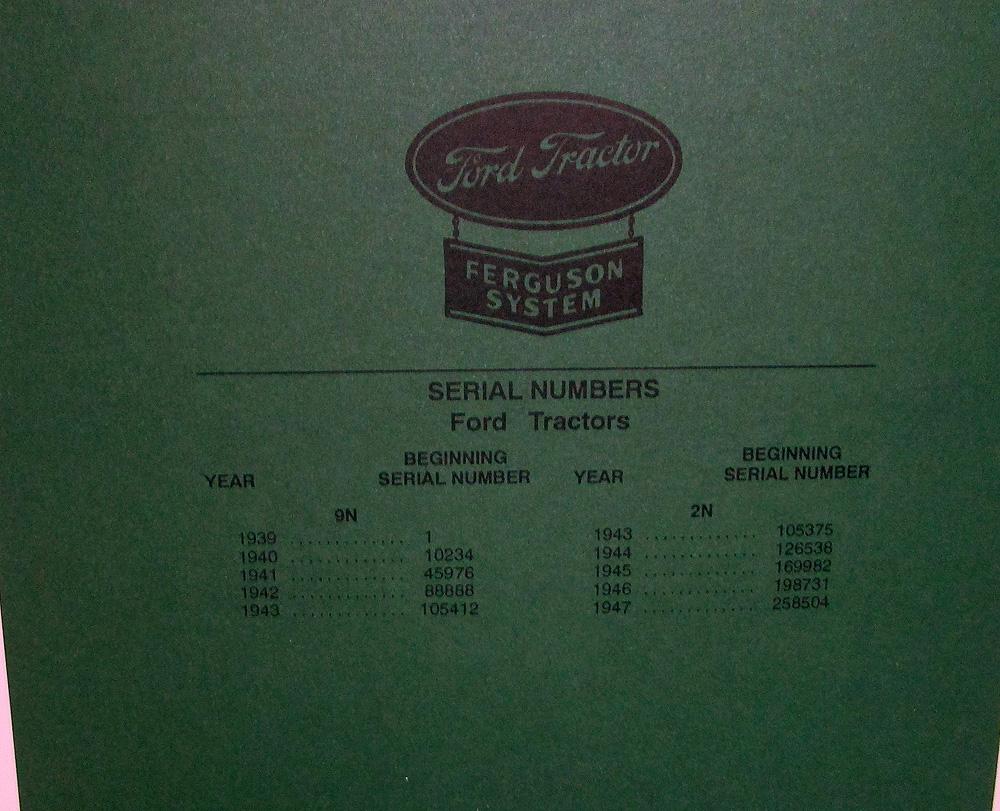 Ford Tractor
FERGUSON
SYSTEM
SERIAL NUMBERS
Ford Tractors
YEAR BEGINNING SERIAL NUMBER YEAR BEGINNING SERIAL NUMBER
9N 2N
1939 ............. 1 1943 ............. 105375
1940 ............. 10234 1944 ............. 126538
1941 ............. 45976 1945 ............. 169982
1942 ............. 88888 1946 ............. 198731
1943 ............. 105412 1947 ............. 258504